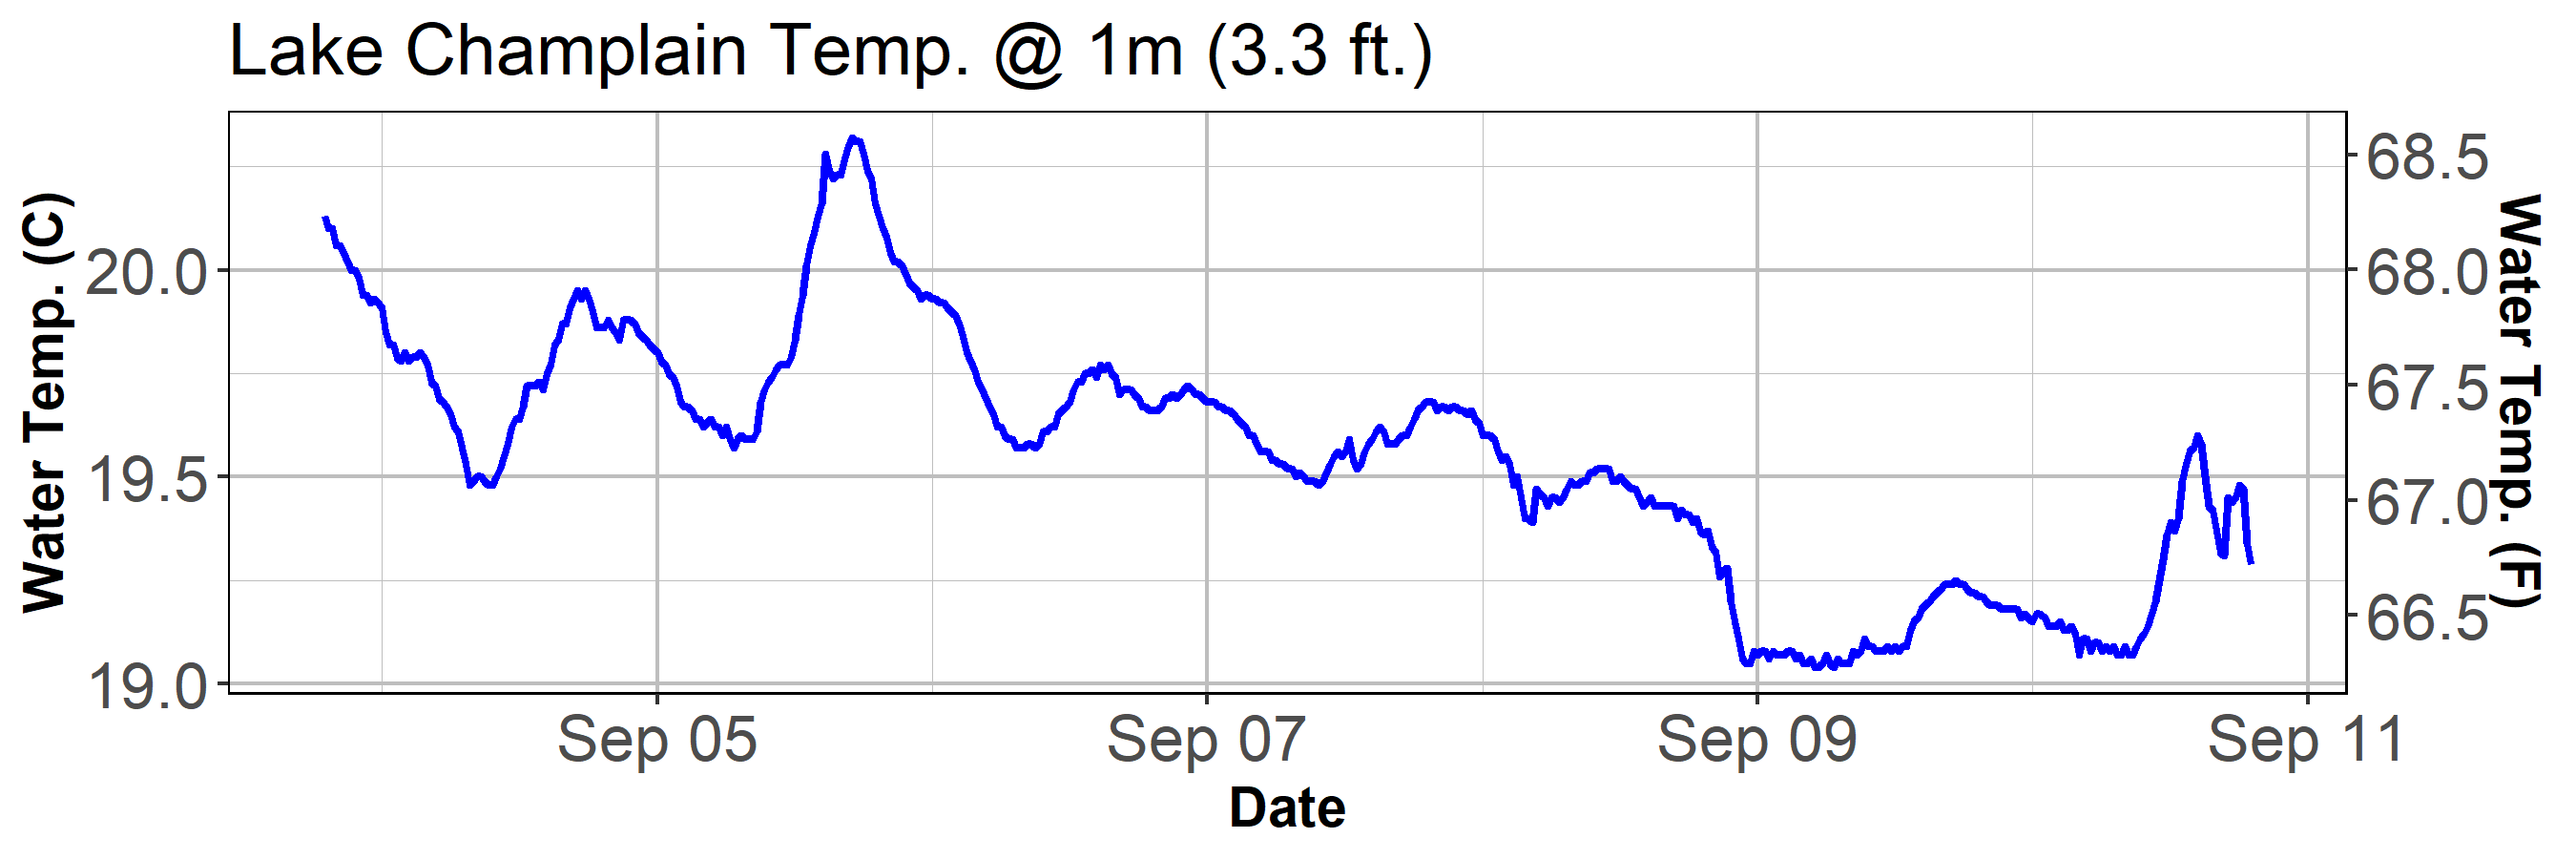 Lake Champlain Temp. @ 1m (3.3 ft.)
Water Temp. (C)
20.0
19.5
19.0
68.5
68.0
67.5
67.0
66.5
Water Temp. (F)
Sep 05
Sep 07
Sep 09
Sep 11
Date